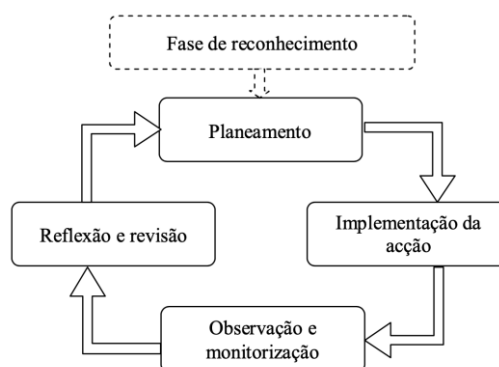 Fase de reconhecimento
Planeamento
Implementação da
acção
Reflexão e revisão
Observação e
monitorização